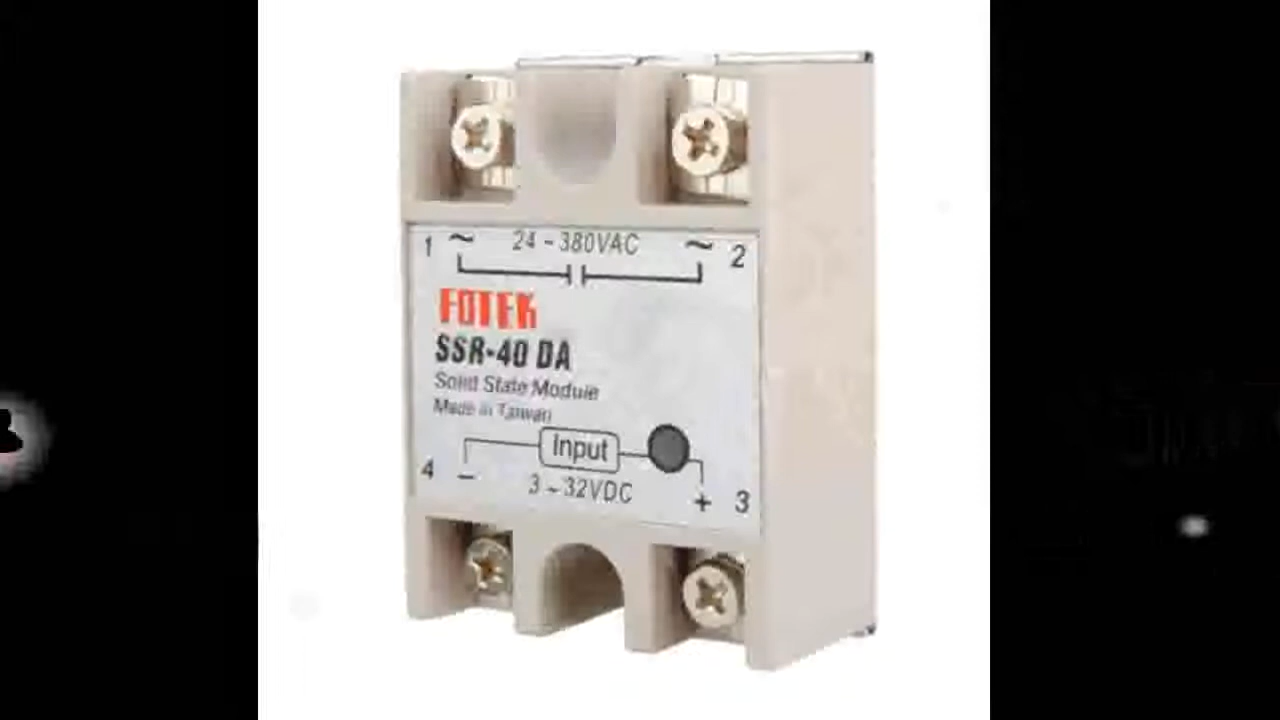 1 ~ 24 ~ 380VAC ~ 2
FOTEK
SSR-40 DA
Solid State Module
Made in Taiwan
Input
4 − 3 ~ 32VDC + 3